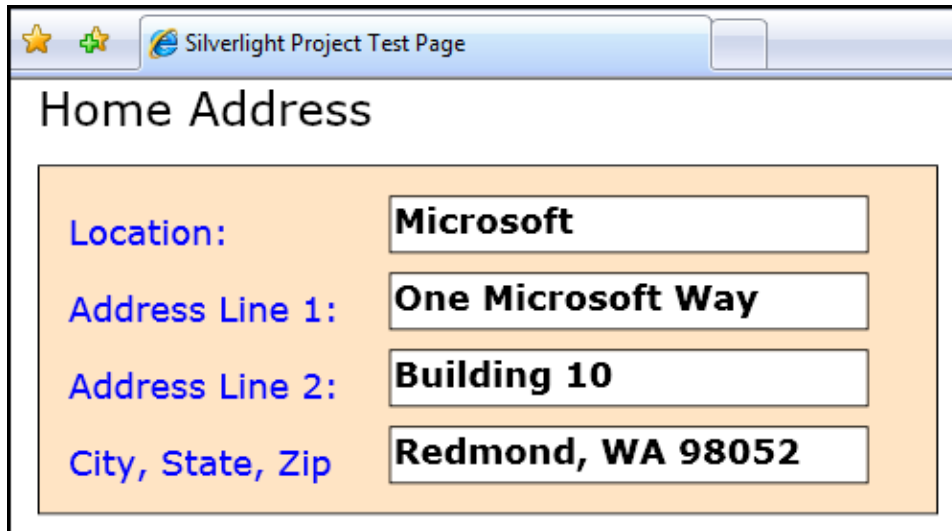 Silverlight Project Test Page
Home Address
Location: Microsoft
Address Line 1: One Microsoft Way
Address Line 2: Building 10
City, State, Zip Redmond, WA 98052